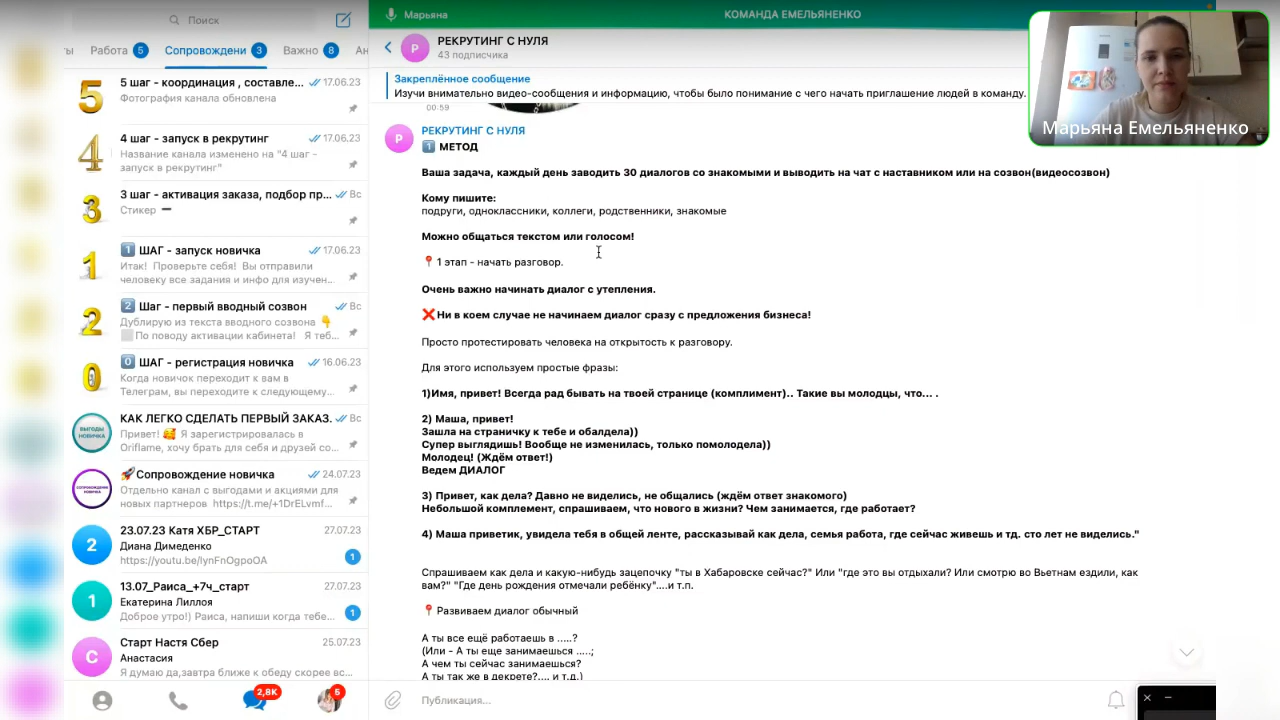 Поиск
ты
Работа 5
Сопровождени 3
Важно 8
Ан
5 шаг - координация , составле... 17.06.23
Фотография канала обновлена
4 шаг - запуск в рекрутинг 17.06.23
Название канала изменено на "4 шаг -
запуск в рекрутинг"
3 шаг - активация заказа, подбор пр... Вс
Стикер ➖
1 ШАГ - запуск новичка 17.06.23
Итак! Проверьте себя! Вы отправили
человеку все задания и инфо для изучен...
2 Шаг - первый вводный созвон Вс
Дублирую из текста вводного созвона 👇
⬜По поводу активации кабинета! Я теб...
0 ШАГ - регистрация новичка 16.06.23
Когда новичок переходит к вам в
Телеграм, вы переходите к следующему...
КАК ЛЕГКО СДЕЛАТЬ ПЕРВЫЙ ЗАКАЗ. Вс
Привет! 🥰 Я зарегистрировалась в
Oriflame, хочу брать для себя и друзей со...
ВЫГОДЫ
НОВИЧКА
🚀Сопровождение новичка 24.07.23
Отдельно канал с выгодами и акциями для
новых партнеров https://t.me/+1DrELvmf...
23.07.23 Катя ХБР_СТАРТ 27.07.23
Диана Димеденко
https://youtu.be/IynFnOgpoOA 1
13.07_Раиса_+7ч_старт 27.07.23
Екатерина Лиллоя
Доброе утро!) Раиса, напиши когда тебе... 1
Старт Настя Сбер 25.07.23
Анастасия
Я думаю да,завтра ближе к обеду скорее вс...
2,8K
5
Марьяна
КОМАНДА ЕМЕЛЬЯНЕНКО
РЕКРУТИНГ С НУЛЯ
43 подписчика
Закреплённое сообщение
Изучи внимательно видео-сообщения и информацию, чтобы было понимание с чего начать приглашение людей в команду.
Марьяна Емельяненко
00:59
РЕКРУТИНГ С НУЛЯ
1 МЕТОД
Ваша задача, каждый день заводить 30 диалогов со знакомыми и выводить на чат с наставником или на созвон(видеосозвон)
Кому пишите:
подруги, одноклассники, коллеги, родственники, знакомые
Можно общаться текстом или голосом!
📍1 этап - начать разговор.
Очень важно начинать диалог с утепления.
❌Ни в коем случае не начинаем диалог сразу с предложения бизнеса!
Просто протестировать человека на открытость к разговору.
Для этого используем простые фразы:
1)Имя, привет! Всегда рад бывать на твоей странице (комплимент).. Такие вы молодцы, что... .
2) Маша, привет!
Зашла на страничку к тебе и обалдела))
Супер выглядишь! Вообще не изменилась, только помолодела))
Молодец! (Ждём ответ!)
Ведем ДИАЛОГ
3) Привет, как дела? Давно не виделись, не общались (ждём ответ знакомого)
Небольшой комплемент, спрашиваем, что нового в жизни? Чем занимается, где работает?
4) Маша приветик, увидела тебя в общей ленте, рассказывай как дела, семья работа, где сейчас живешь и тд. сто лет не виделись."
Спрашиваем как дела и какую-нибудь зацепочку "ты в Хабаровске сейчас?" Или "где это вы отдыхали? Или смотрю во Вьетнам ездили, как
вам?" "Где день рождения отмечали ребёнку"....и т.п.
📍Развиваем диалог обычный
А ты все ещё работаешь в .....?
(Или - А ты еще занимаешься .....;
А чем ты сейчас занимаешься?
А ты так же в декрете?.... и т.д.)
Публикация...